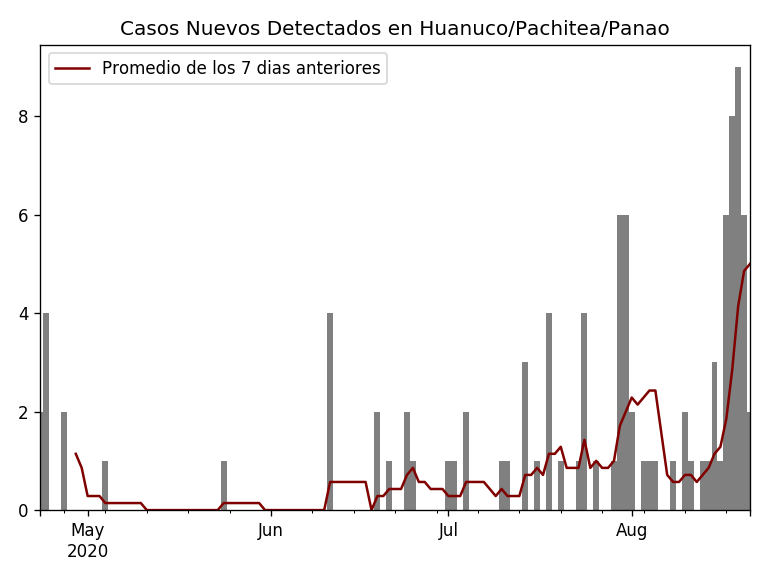 Casos Nuevos Detectados en Huanuco/Pachitea/Panao
Promedio de los 7 dias anteriores
8
6
4
2
0
May Jun Jul Aug
2020